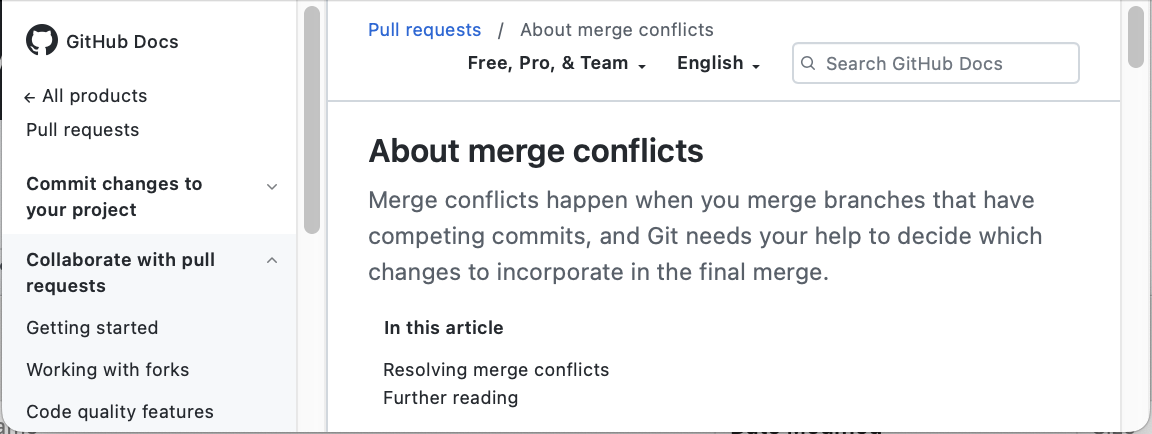 GitHub Docs
← All products
Pull requests
Commit changes to
your project
Collaborate with pull
requests
Getting started
Working with forks
Code quality features
Pull requests / About merge conflicts
Free, Pro, & Team
English
Search GitHub Docs
About merge conflicts
Merge conflicts happen when you merge branches that have
competing commits, and Git needs your help to decide which
changes to incorporate in the final merge.
In this article
Resolving merge conflicts
Further reading